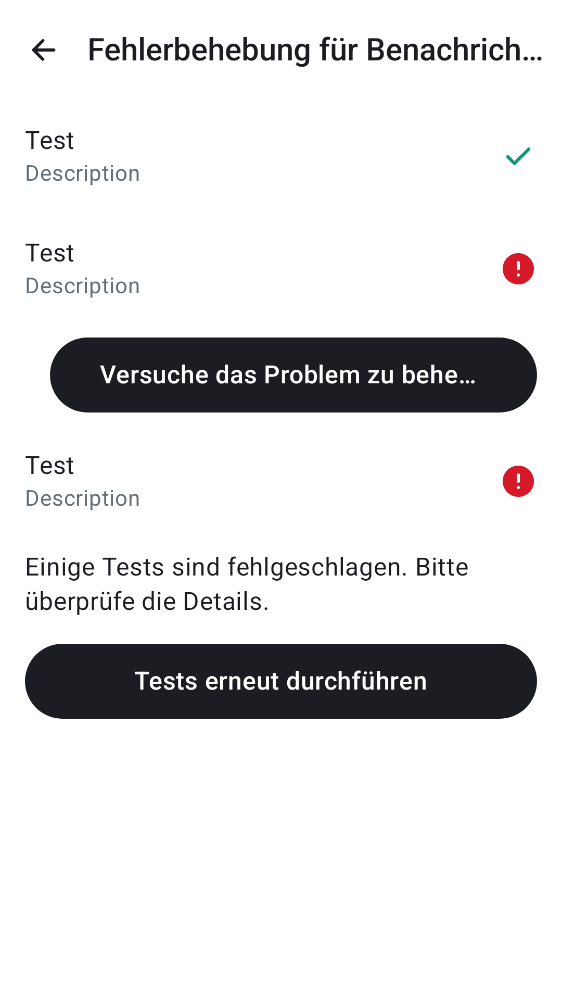 Fehlerbehebung für Benachrich…
Test
Description
Test
Description
Versuche das Problem zu behe…
Test
Description
Einige Tests sind fehlgeschlagen. Bitte
überprüfe die Details.
Tests erneut durchführen